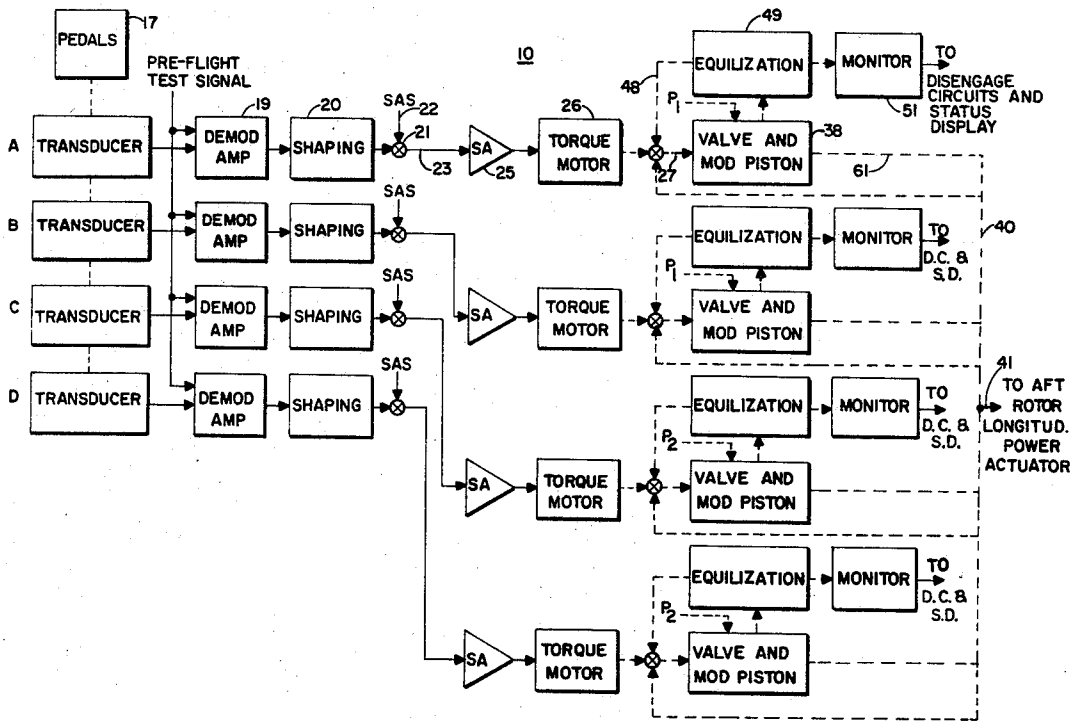 17
PEDALS
PRE-FLIGHT
TEST SIGNAL
10
A
TRANSDUCER
19
DEMOD
AMP
20
SHAPING
SAS
22
21
23
SA
25
26
TORQUE
MOTOR
48
49
EQUILIZATION
P1
27
VALVE AND
MOD PISTON
38
MONITOR
51
TO
DISENGAGE
CIRCUITS AND
STATUS
DISPLAY
61
40
B
TRANSDUCER
DEMOD
AMP
SHAPING
SAS
SA
TORQUE
MOTOR
EQUILIZATION
P1
VALVE AND
MOD PISTON
MONITOR
TO
D.C. &
S.D.
C
TRANSDUCER
DEMOD
AMP
SHAPING
SAS
SA
TORQUE
MOTOR
EQUILIZATION
P2
VALVE AND
MOD PISTON
MONITOR
TO
D.C. &
S.D.
41
TO AFT
ROTOR
LONGITUD.
POWER
ACTUATOR
D
TRANSDUCER
DEMOD
AMP
SHAPING
SAS
SA
TORQUE
MOTOR
EQUILIZATION
P2
VALVE AND
MOD PISTON
MONITOR
TO
D.C. &
S.D.